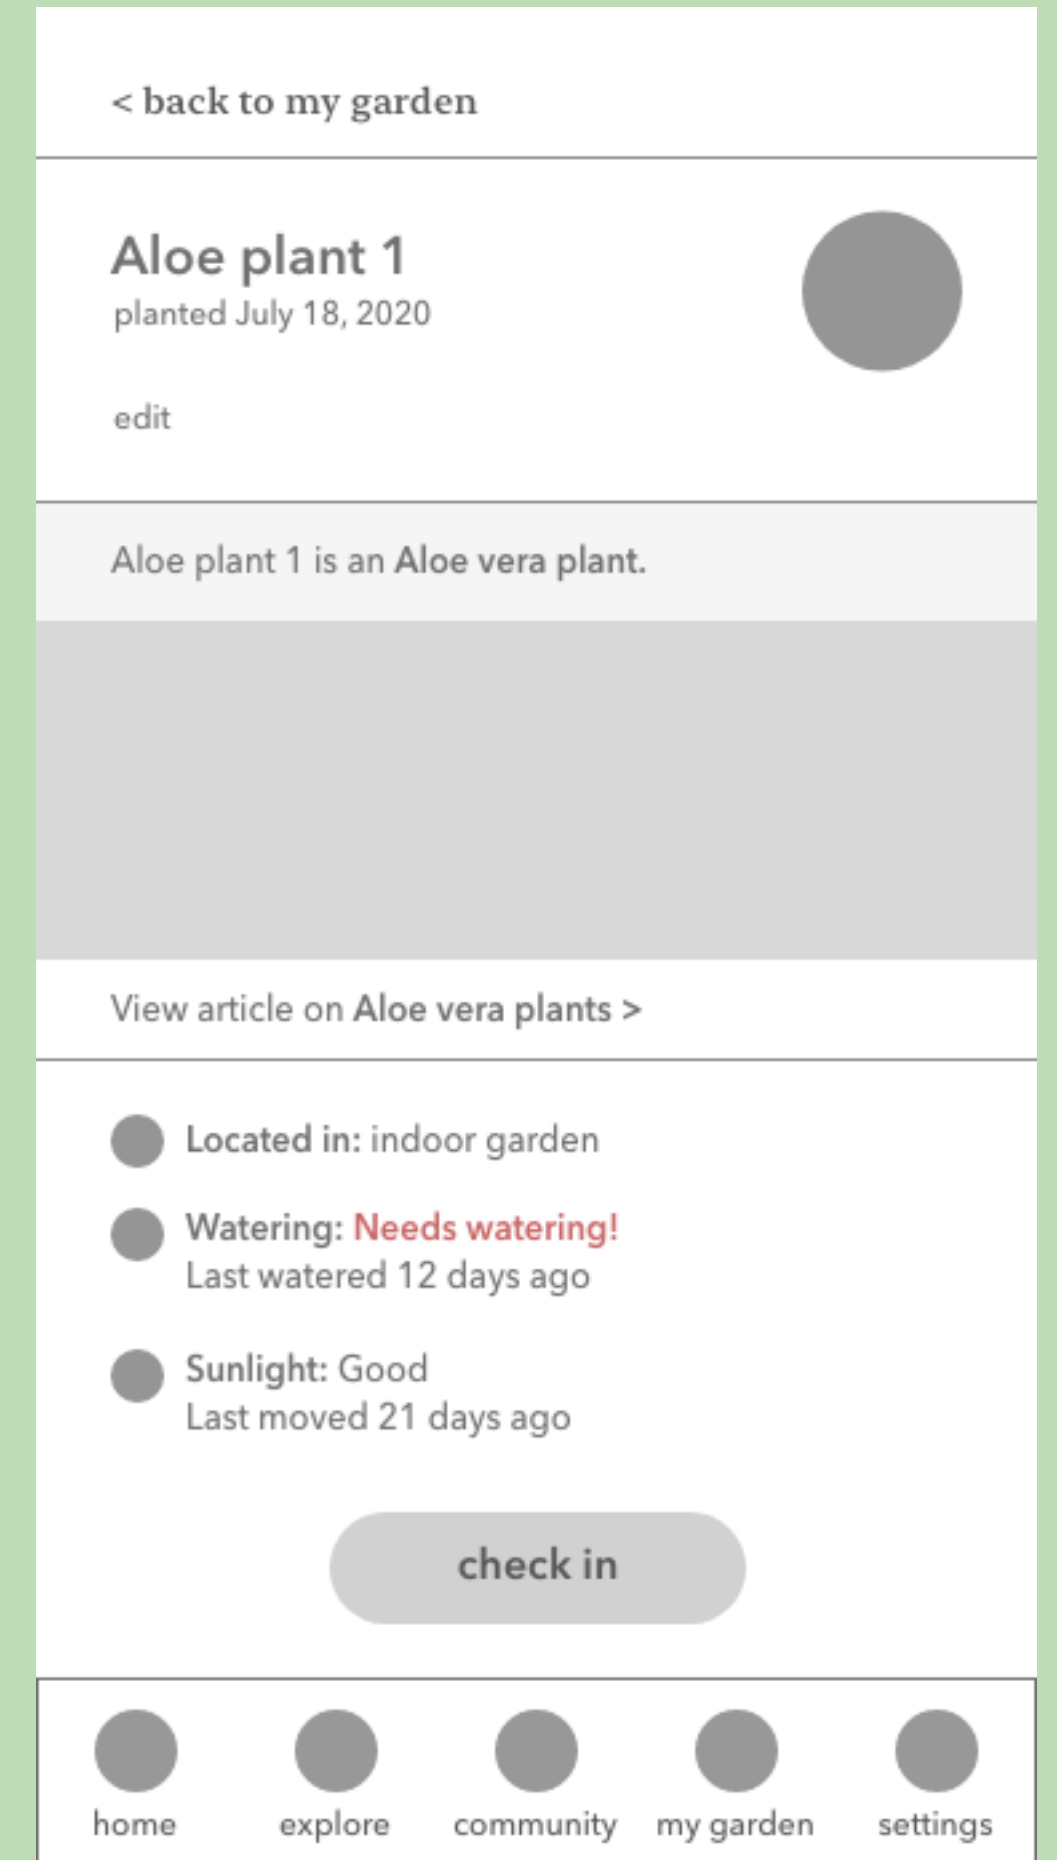 < back to my garden
Aloe plant 1
planted July 18, 2020
edit
Aloe plant 1 is an Aloe vera plant.
View article on Aloe vera plants >
Located in: indoor garden
Watering: Needs watering!
Last watered 12 days ago
Sunlight: Good
Last moved 21 days ago
check in
home explore community my garden settings